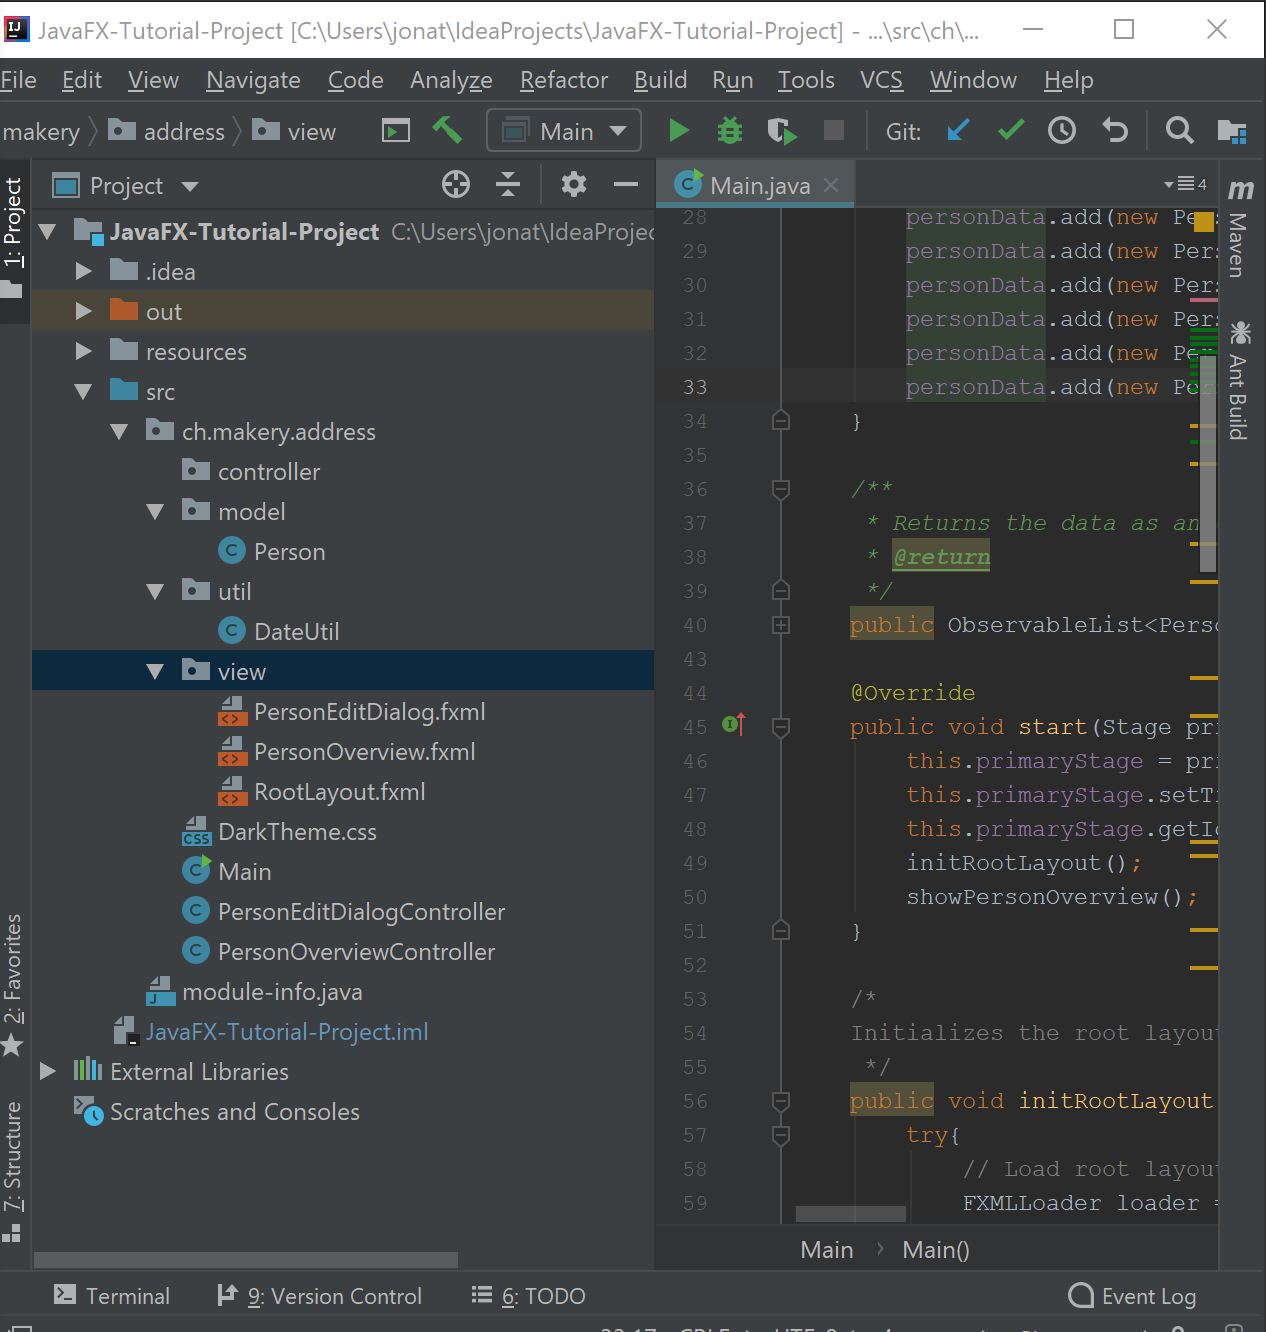 JavaFX-Tutorial-Project [C:\Users\jonat\IdeaProjects\JavaFX-Tutorial-Project] - ...\src\ch\...
File Edit View Navigate Code Analyze Refactor Build Run Tools VCS Window Help
makery address view Main Git:
1: Project
Project
Main.java
4
JavaFX-Tutorial-Project C:\Users\jonat\IdeaProjec
.idea
out
resources
src
ch.makery.address
controller
model
Person
util
DateUtil
view
PersonEditDialog.fxml
PersonOverview.fxml
RootLayout.fxml
DarkTheme.css
Main
PersonEditDialogController
PersonOverviewController
module-info.java
JavaFX-Tutorial-Project.iml
External Libraries
Scratches and Consoles
2: Favorites
7: Structure
28 personData.add(new Pe
29 personData.add(new Pers
30 personData.add(new Pers
31 personData.add(new Pers
32 personData.add(new Per
33 personData.add(new Per
34 }
35
36 /**
37 * Returns the data as an
38 * @return
39 */
40 public ObservableList<Perso
43
44 @Override
45 public void start(Stage pri
46 this.primaryStage = pri
47 this.primaryStage.setTi
48 this.primaryStage.getIc
49 initRootLayout();
50 showPersonOverview();
51 }
52
53 /*
54 Initializes the root layou
55 */
56 public void initRootLayout
57 try{
58 // Load root layou
59 FXMLLoader loader =
Main Main()
m Maven
Ant Build
Terminal 9: Version Control 6: TODO Event Log